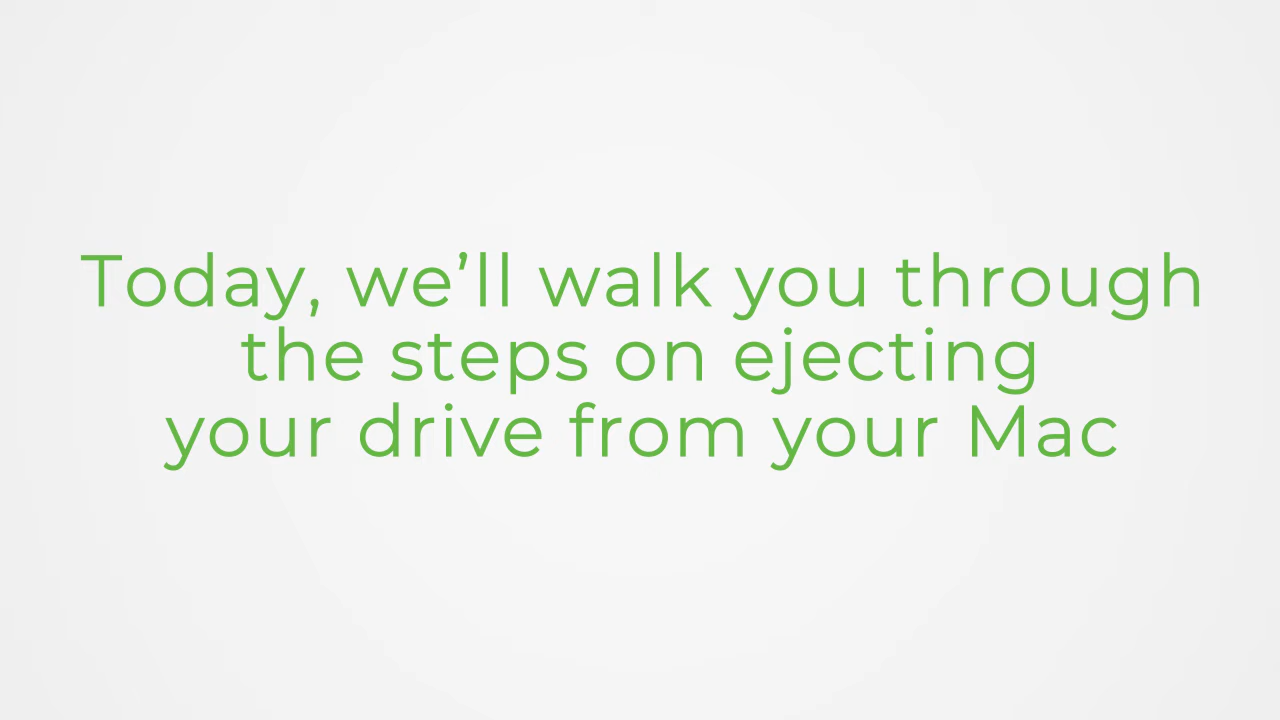 Today, we’ll walk you through
the steps on ejecting
your drive from your Mac